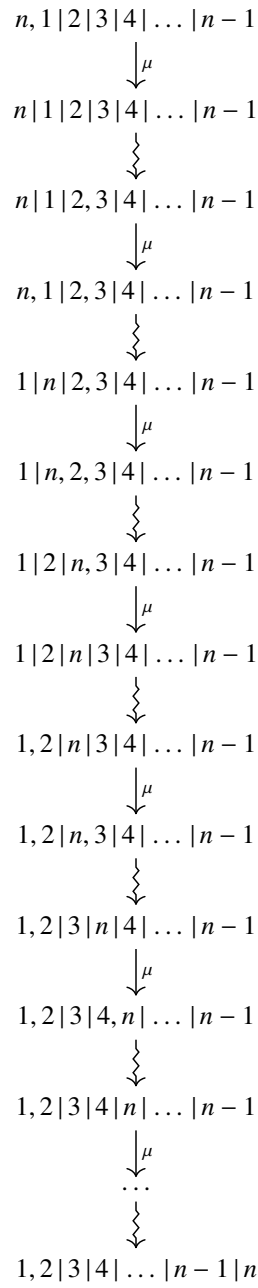 n, 1 | 2 | 3 | 4 | … | n − 1
μ
n | 1 | 2 | 3 | 4 | … | n − 1
n | 1 | 2, 3 | 4 | … | n − 1
μ
n, 1 | 2, 3 | 4 | … | n − 1
1 | n | 2, 3 | 4 | … | n − 1
μ
1 | n, 2, 3 | 4 | … | n − 1
1 | 2 | n, 3 | 4 | … | n − 1
μ
1 | 2 | n | 3 | 4 | … | n − 1
1, 2 | n | 3 | 4 | … | n − 1
μ
1, 2 | n, 3 | 4 | … | n − 1
1, 2 | 3 | n | 4 | … | n − 1
μ
1, 2 | 3 | 4, n | … | n − 1
1, 2 | 3 | 4 | n | … | n − 1
μ
…
1, 2 | 3 | 4 | … | n − 1 | n